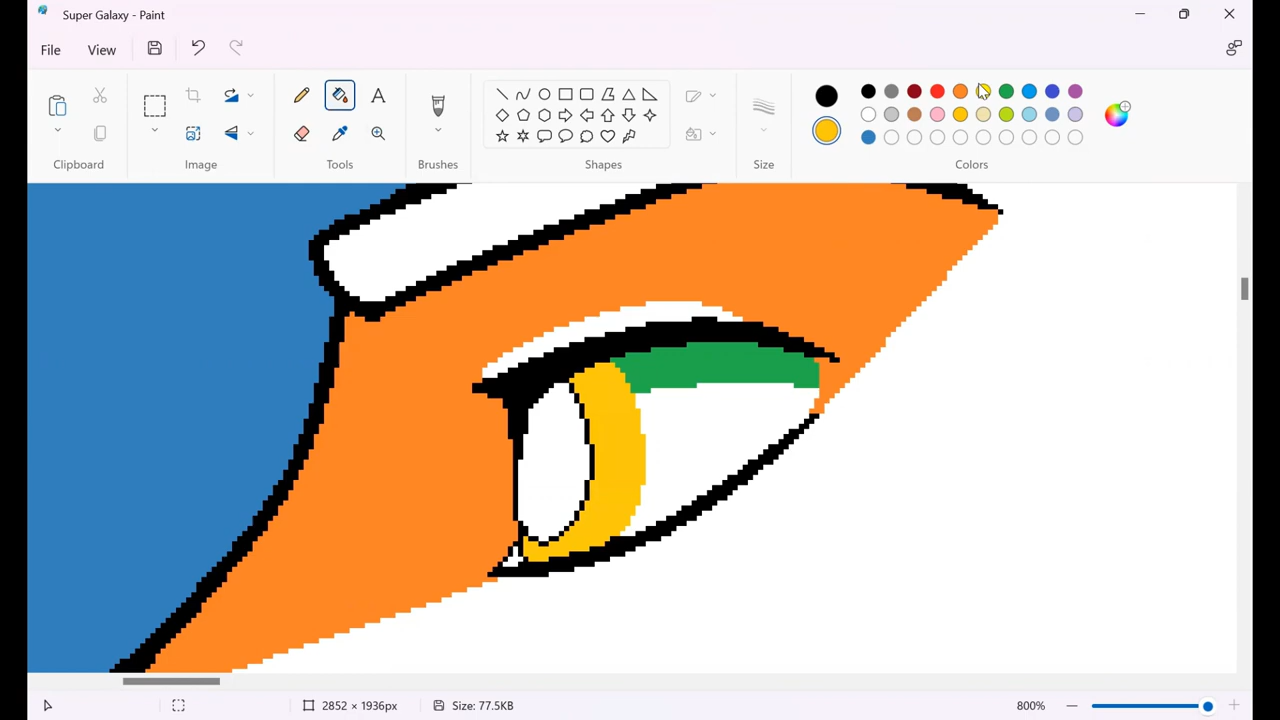 Super Galaxy - Paint
File View
A
Clipboard Image Tools Brushes Shapes Size Colors
2852 × 1936px Size: 77.5KB 800%